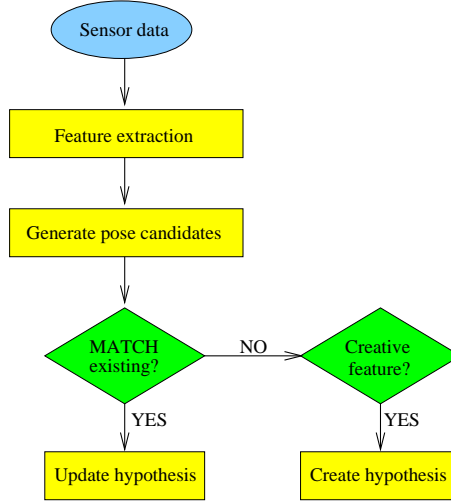 Sensor data
Feature extraction
Generate pose candidates
MATCH
existing?
NO
Creative
feature?
YES
YES
Update hypothesis
Create hypothesis